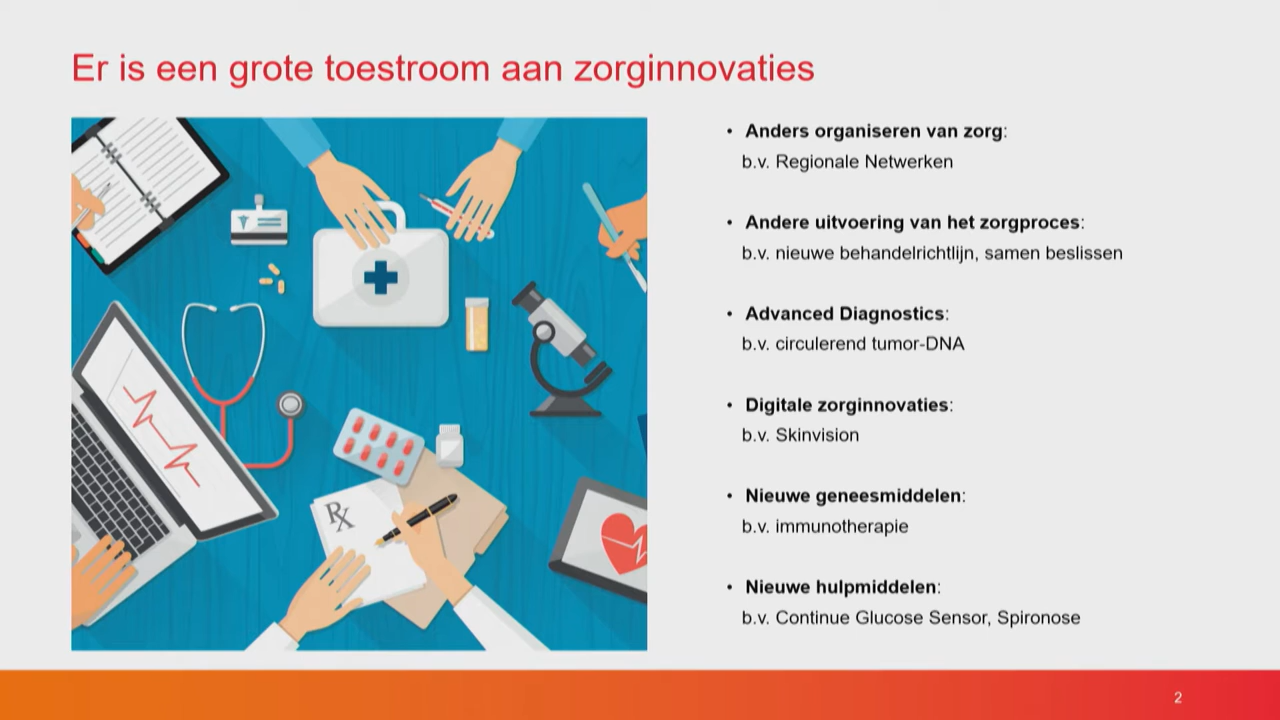 Er is een grote toestroom aan zorginnovaties
• Anders organiseren van zorg:
b.v. Regionale Netwerken
• Andere uitvoering van het zorgproces:
b.v. nieuwe behandelrichtlijn, samen beslissen
• Advanced Diagnostics:
b.v. circulerend tumor-DNA
• Digitale zorginnovaties:
b.v. Skinvision
• Nieuwe geneesmiddelen:
b.v. immunotherapie
• Nieuwe hulpmiddelen:
b.v. Continue Glucose Sensor, Spironose
RX
2